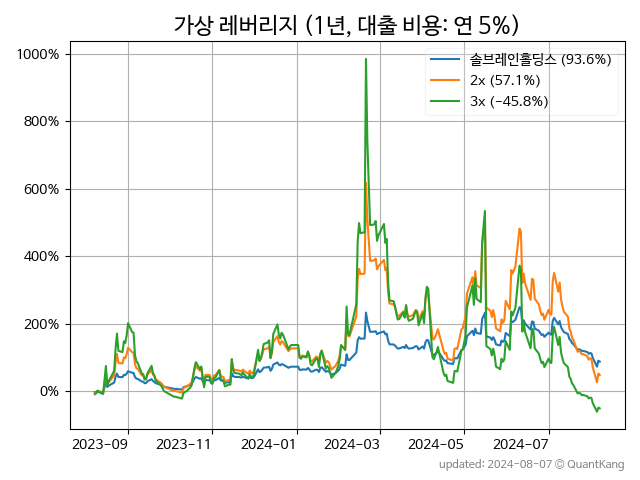 가상 레버리지 (1년, 대출 비용: 연 5%)
1000%
800%
600%
400%
200%
0%
솔브레인홀딩스 (93.6%)
2x (57.1%)
3x (-45.8%)
2023-09
2023-11
2024-01
2024-03
2024-05
2024-07
updated: 2024-08-07 © QuantKang